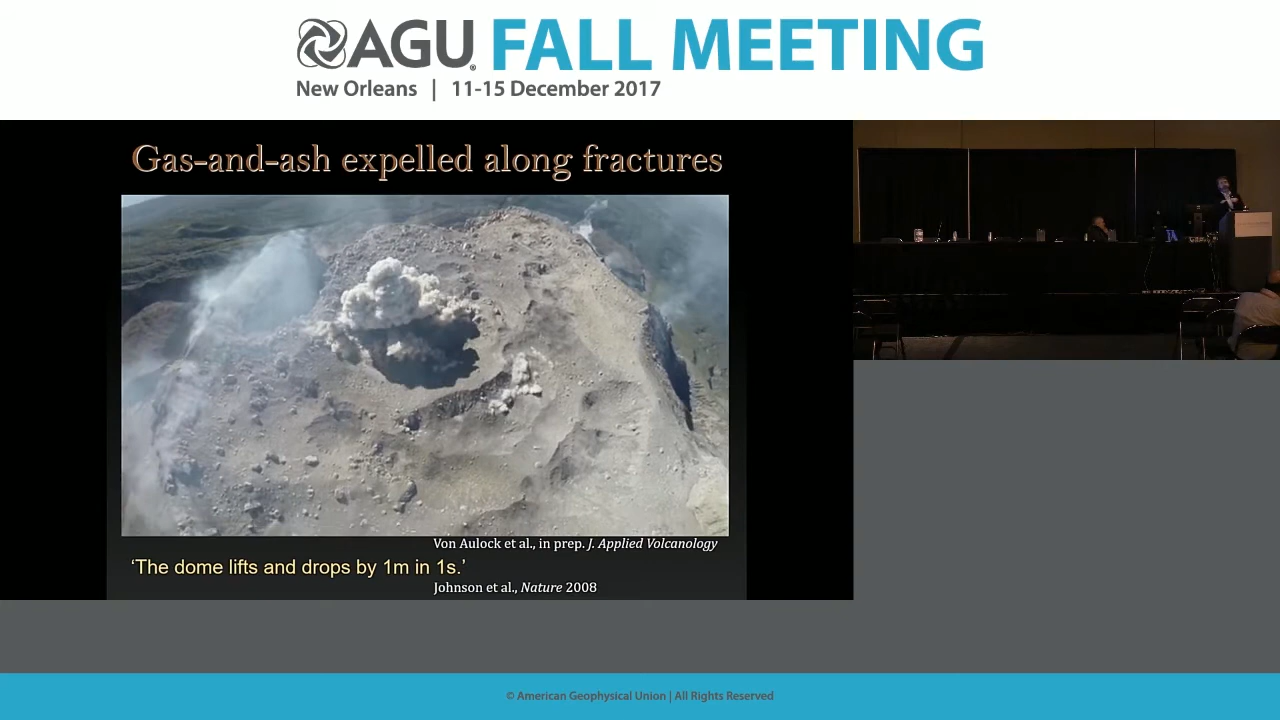 AGU FALL MEETING
New Orleans | 11-15 December 2017
Gas-and-ash expelled along fractures
Von Aulock et al., in prep. J. Applied Volcanology
‘The dome lifts and drops by 1m in 1s.’
Johnson et al., Nature 2008
© American Geophysical Union | All Rights Reserved